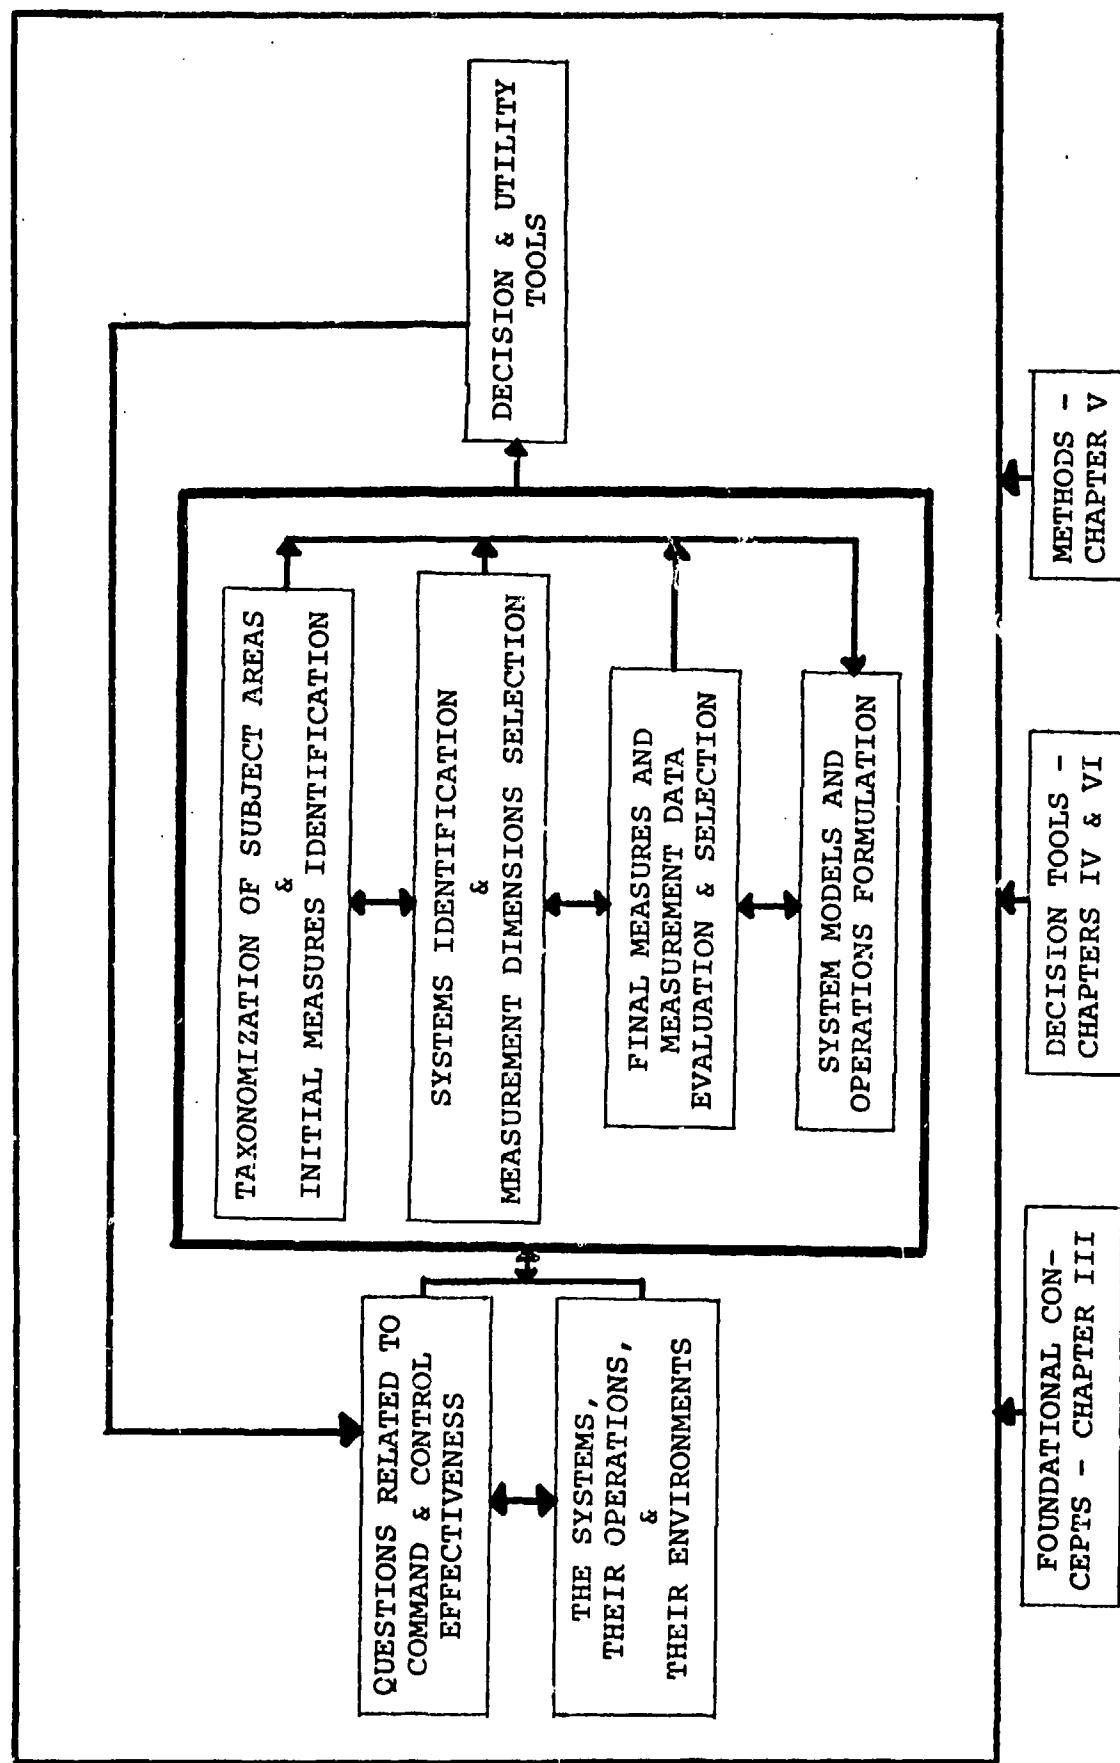 QUESTIONS RELATED TO
COMMAND & CONTROL
EFFECTIVENESS
THE SYSTEMS,
THEIR OPERATIONS,
&
THEIR ENVIRONMENTS
TAXONOMIZATION OF SUBJECT AREAS
&
INITIAL MEASURES IDENTIFICATION
SYSTEMS IDENTIFICATION
&
MEASUREMENT DIMENSIONS SELECTION
FINAL MEASURES AND
MEASUREMENT DATA
EVALUATION & SELECTION
SYSTEM MODELS AND
OPERATIONS FORMULATION
DECISION & UTILITY
TOOLS
FOUNDATIONAL CON-
CEPTS - CHAPTER III
DECISION TOOLS -
CHAPTERS IV & VI
METHODS -
CHAPTER V